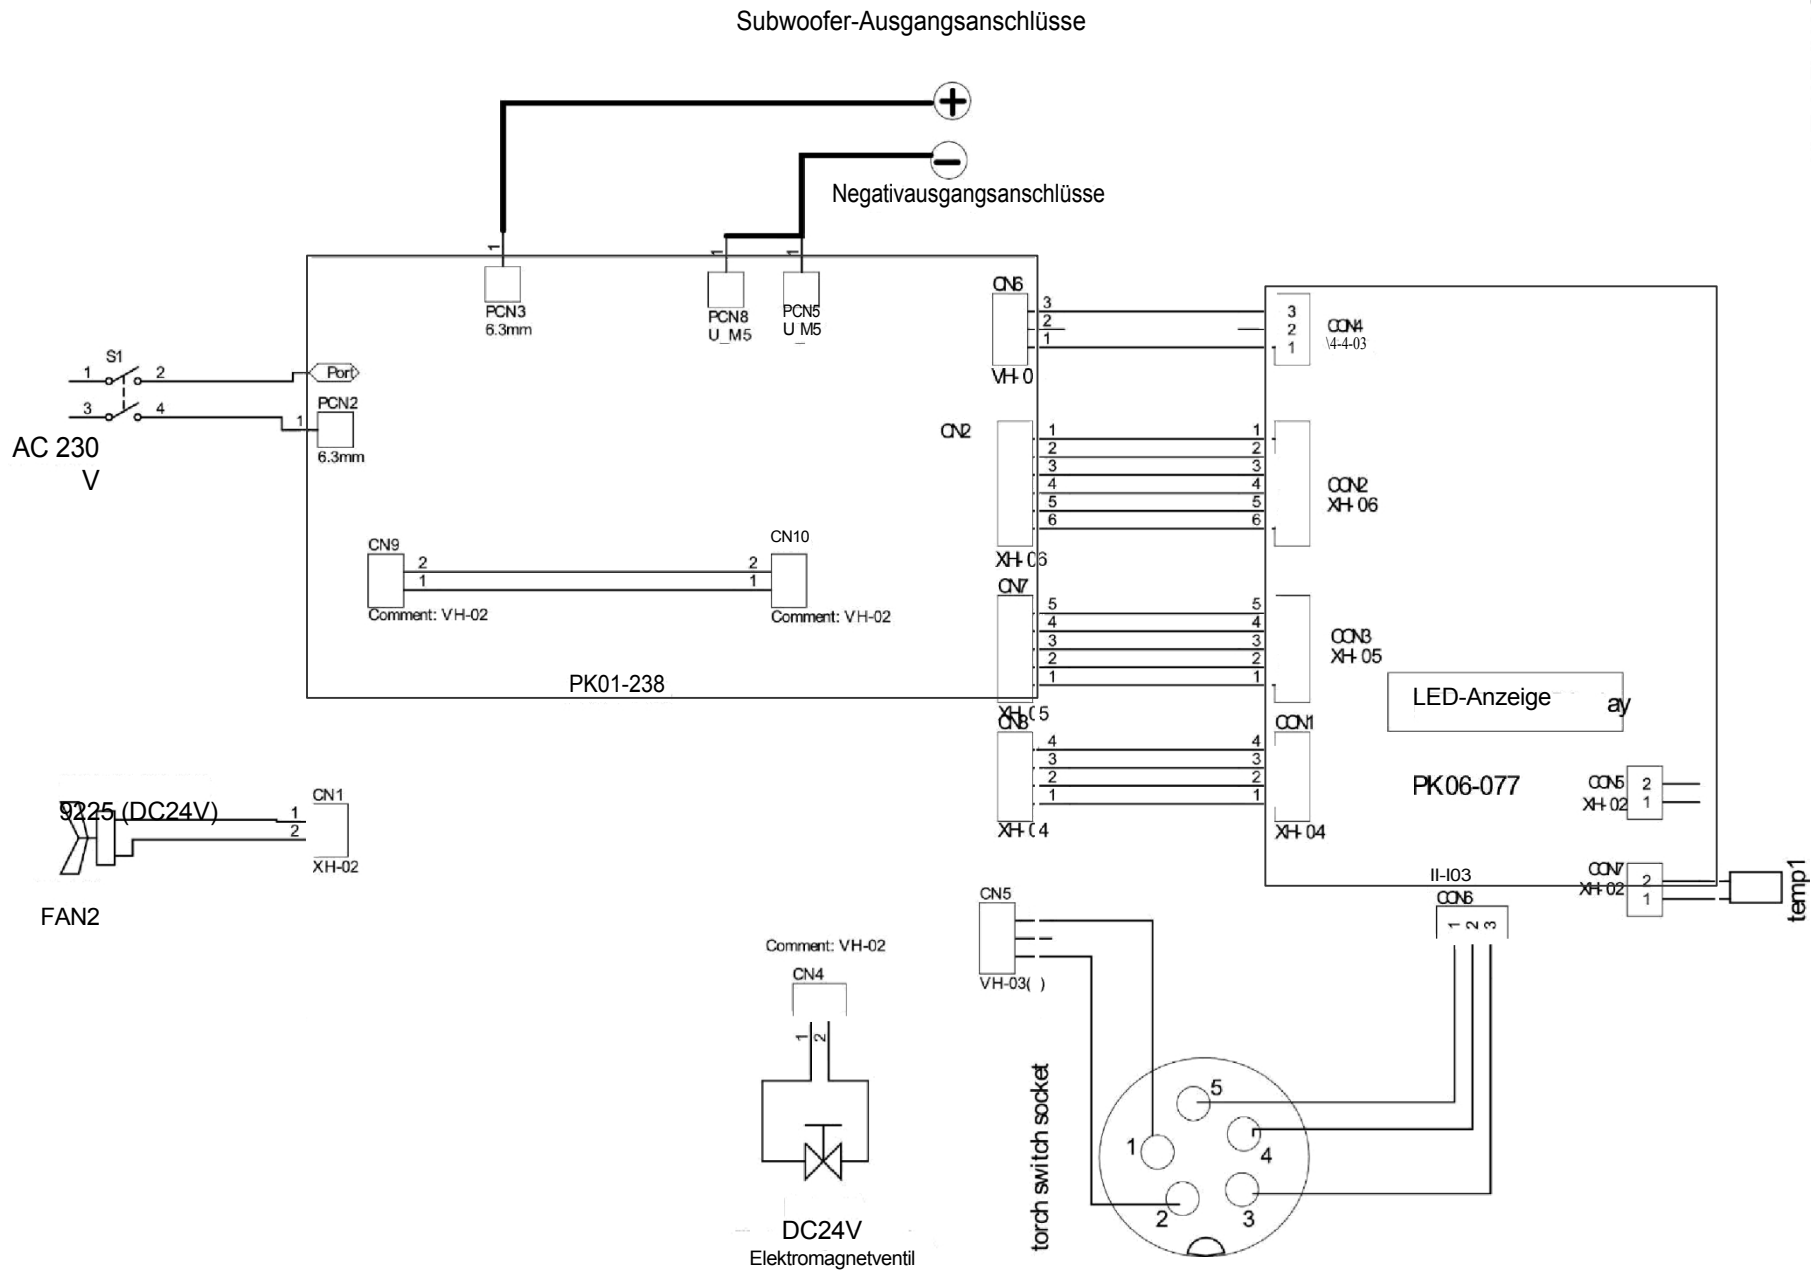 Subwoofer-Ausgangsanschlüsse
Negativausgangsanschlüsse
1
PCN3
6.3mm
1
PCN8
U_M5
1
PCN5
U_M5
S1
1 2
3 4
AC 230
V
Port
1
PCN2
6.3mm
CN9
2
1
Comment: VH-02
CN10
2
1
Comment: VH-02
PK01-238
CN6
3
2
1
VH-0
3
2
1
CON4
\4-4-03
CN2
1
2
3
4
5
6
XH-06
1
2
3
4
5
6
CON2
XH-06
CN7
5
4
3
2
1
XH-05
5
4
3
2
1
CON3
XH-05
4
3
2
1
XH-04
CON1
4
3
2
1
XH-04
LED-Anzeige
ay
PK06-077
CON5
XH-02
2
1
CON7
XH-02
2
1
temp1
II-I03
CON6
1 2 3
9225 (DC24V)
CN1
1
2
XH-02
FAN2
Comment: VH-02
CN4
1 2
DC24V
Elektromagnetventil
CN5
VH-03( )
torch switch socket
5
1
4
2
3